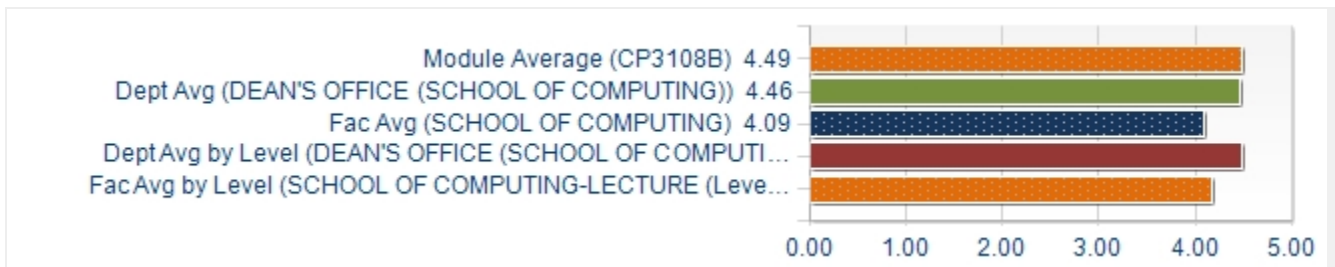 Module Average (CP3108B) 4.49
Dept Avg (DEAN'S OFFICE (SCHOOL OF COMPUTING)) 4.46
Fac Avg (SCHOOL OF COMPUTING) 4.09
Dept Avg by Level (DEAN'S OFFICE (SCHOOL OF COMPUTI...
Fac Avg by Level (SCHOOL OF COMPUTING-LECTURE (Leve...
0.00 1.00 2.00 3.00 4.00 5.00